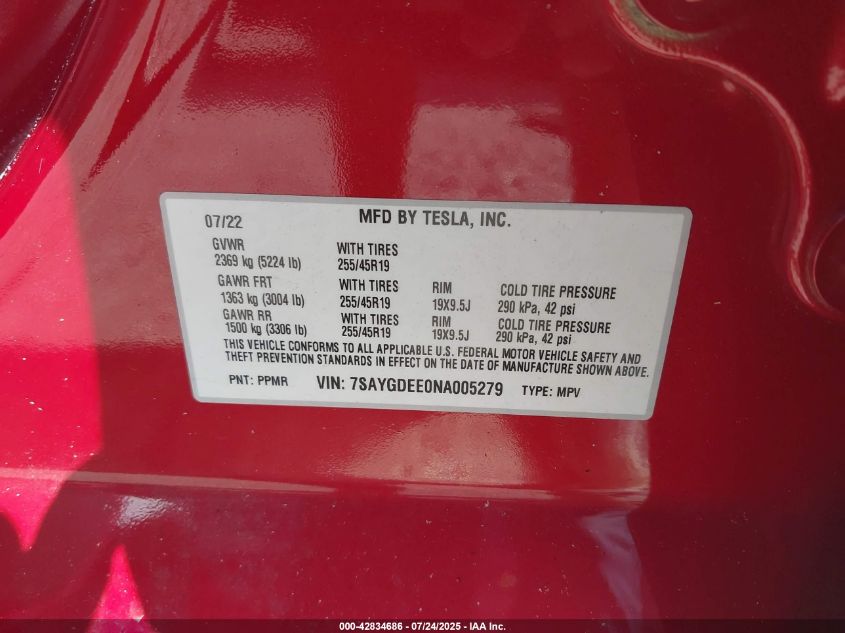 07/22 MFD BY TESLA, INC.
GVWR WITH TIRES
2369 kg (5224 lb) 255/45R19
GAWR FRT WITH TIRES RIM COLD TIRE PRESSURE
1363 kg (3004 lb) 255/45R19 19X9.5J 290 kPa, 42 psi
GAWR RR WITH TIRES RIM COLD TIRE PRESSURE
1500 kg (3306 lb) 255/45R19 19X9.5J 290 kPa, 42 psi
THIS VEHICLE CONFORMS TO ALL APPLICABLE U.S. FEDERAL MOTOR VEHICLE SAFETY AND
THEFT PREVENTION STANDARDS IN EFFECT ON THE DATE OF MANUFACTURE SHOWN ABOVE.
PNT: PPMR VIN: 7SAYGDEE0NA005279 TYPE: MPV
000-42834686 - 07/24/2025 - IAA Inc.